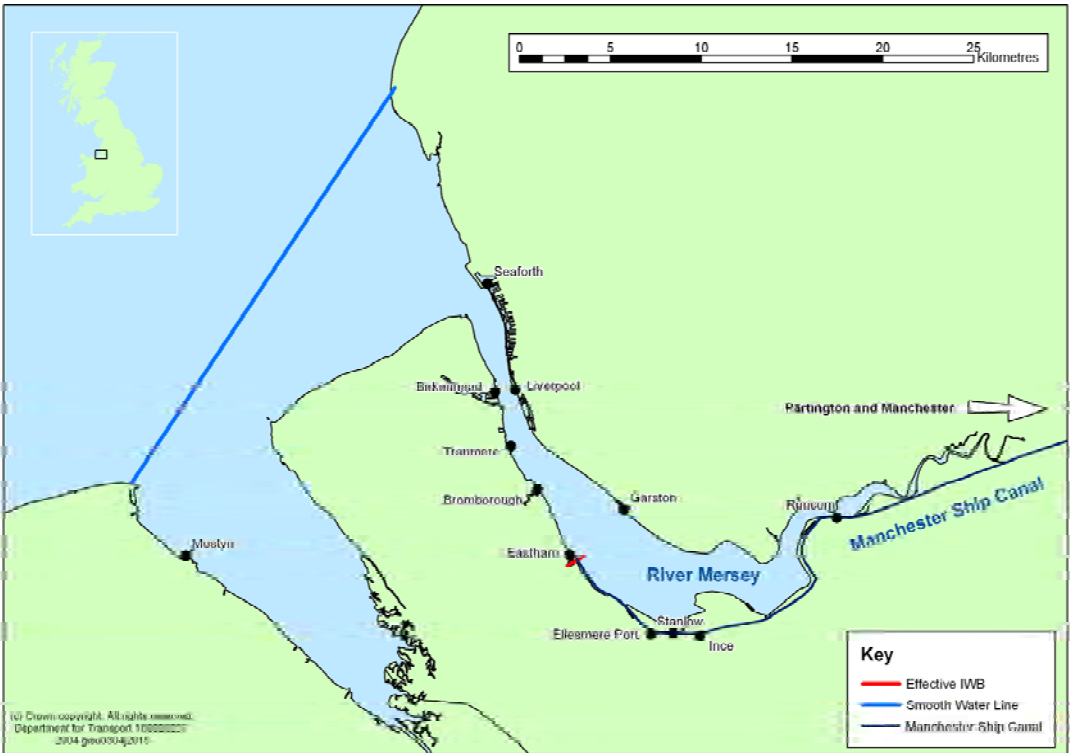 0 5 10 15 20 25
Kilometres
Seaforth
Birkenhead
Liverpool
Partington and Manchester
Tranmere
Bromborough
Garston
Runcorn
Manchester Ship Canal
Mostyn
Eastham
River Mersey
Stanlow
Ellesmere Port
Ince
Key
Effective IWB
Smooth Water Line
Manchester Ship Canal
(c) Crown copyright. All rights reserved.
Department for Transport